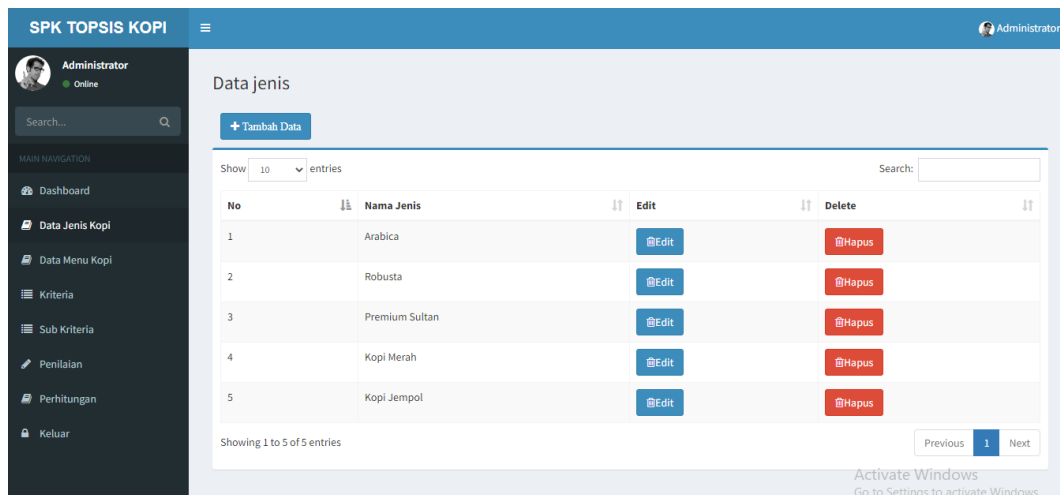 SPK TOPSIS KOPI
Administrator
Administrator
Online
Search...
MAIN NAVIGATION
Dashboard
Data Jenis Kopi
Data Menu Kopi
Kriteria
Sub Kriteria
Penilaian
Perhitungan
Keluar
Data jenis
Tambah Data
Show 10 entries Search:
No Nama Jenis Edit Delete
1 Arabica Edit Hapus
2 Robusta Edit Hapus
3 Premium Sultan Edit Hapus
4 Kopi Merah Edit Hapus
5 Kopi Jempol Edit Hapus
Showing 1 to 5 of 5 entries Previous 1 Next
Activate Windows
Go to Settings to activate Windows.